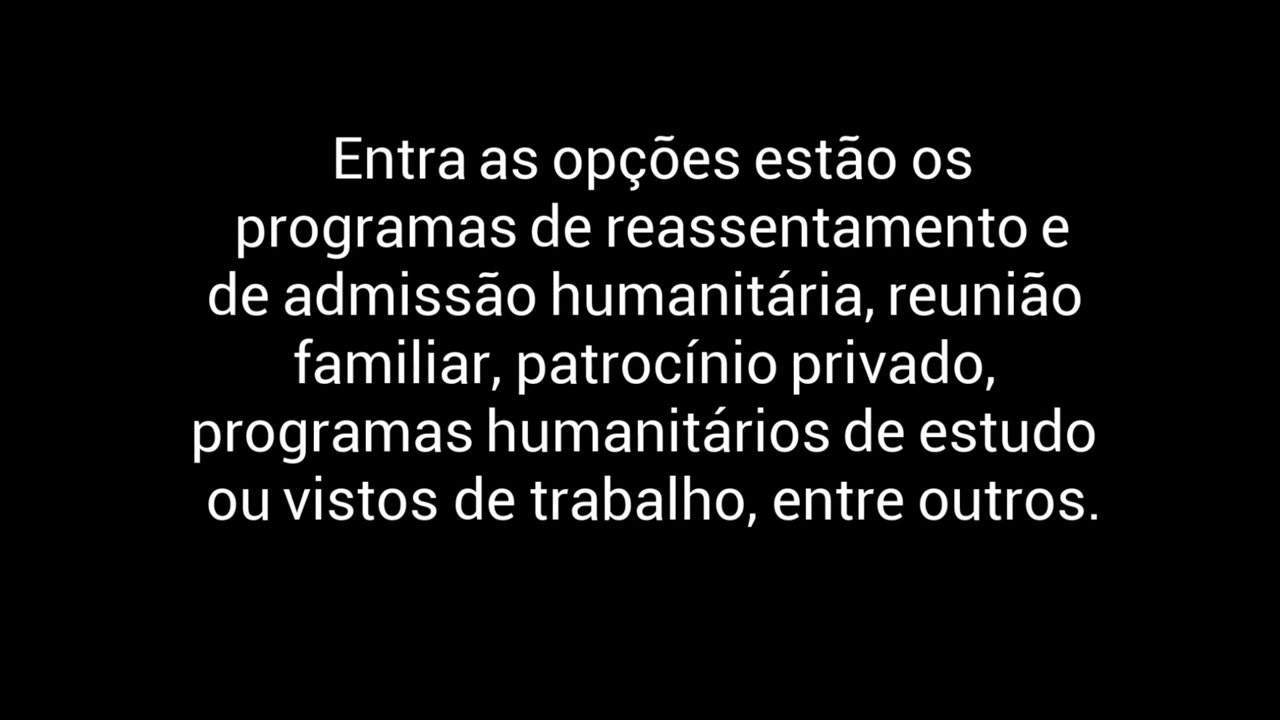 Entra as opções estão os
programas de reassentamento e
de admissão humanitária, reunião
familiar, patrocínio privado,
programas humanitários de estudo
ou vistos de trabalho, entre outros.